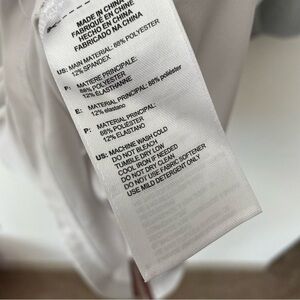 MADE IN CHINA
FABRIQUÉ EN CHINE
HECHO EN CHINA
FABRICADO NA CHINA
US: MAIN MATERIAL: 88% POLYESTER
12% SPANDEX
F: MATIERE PRINCIPALE:
88% POLYESTER
12% ELASTHANNE
E: MATERIAL PRINCIPAL: 88% poliéster
12% elastano
P: MATERIAL PRINCIPAL:
88% POLIÉSTER
12% ELASTANO
US: MACHINE WASH COLD
DO NOT BLEACH
TUMBLE DRY LOW
COOL IRON IF NEEDED
DO NOT DRY CLEAN
DO NOT USE FABRIC SOFTENER
USE MILD DETERGENT ONLY